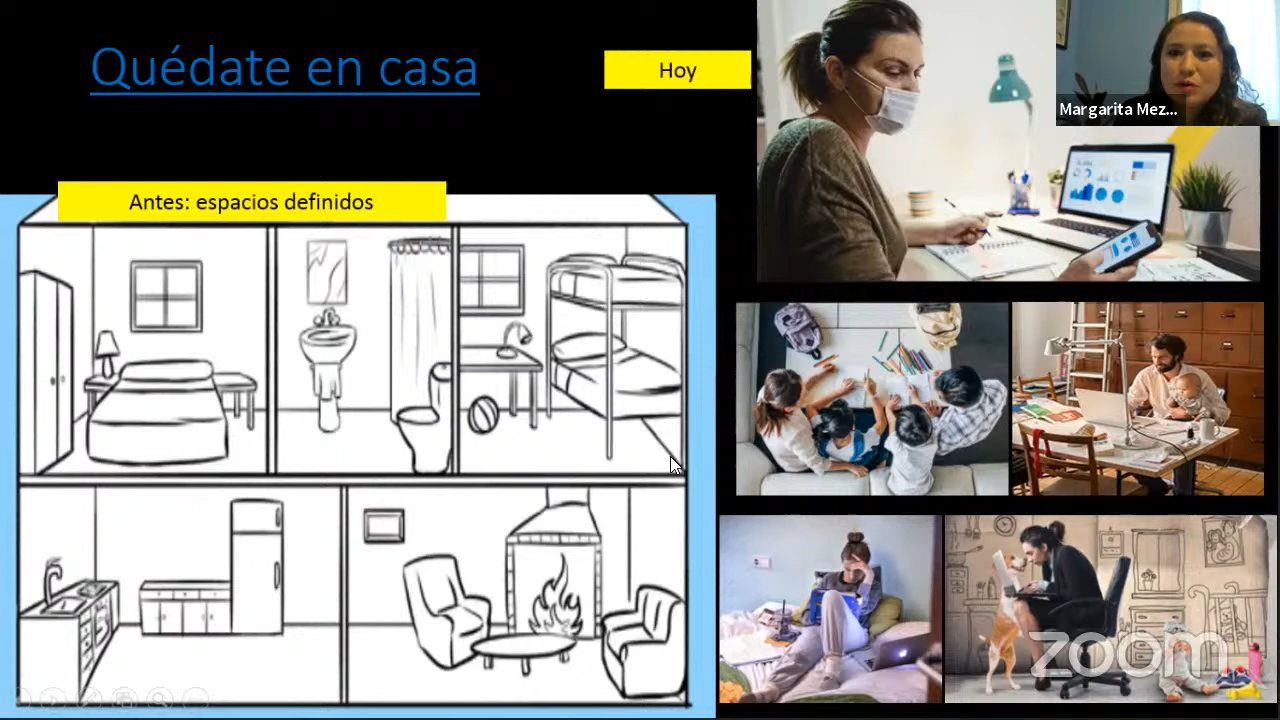 Quédate en casa
Hoy
Margarita Mez...
Antes: espacios definidos
zoom